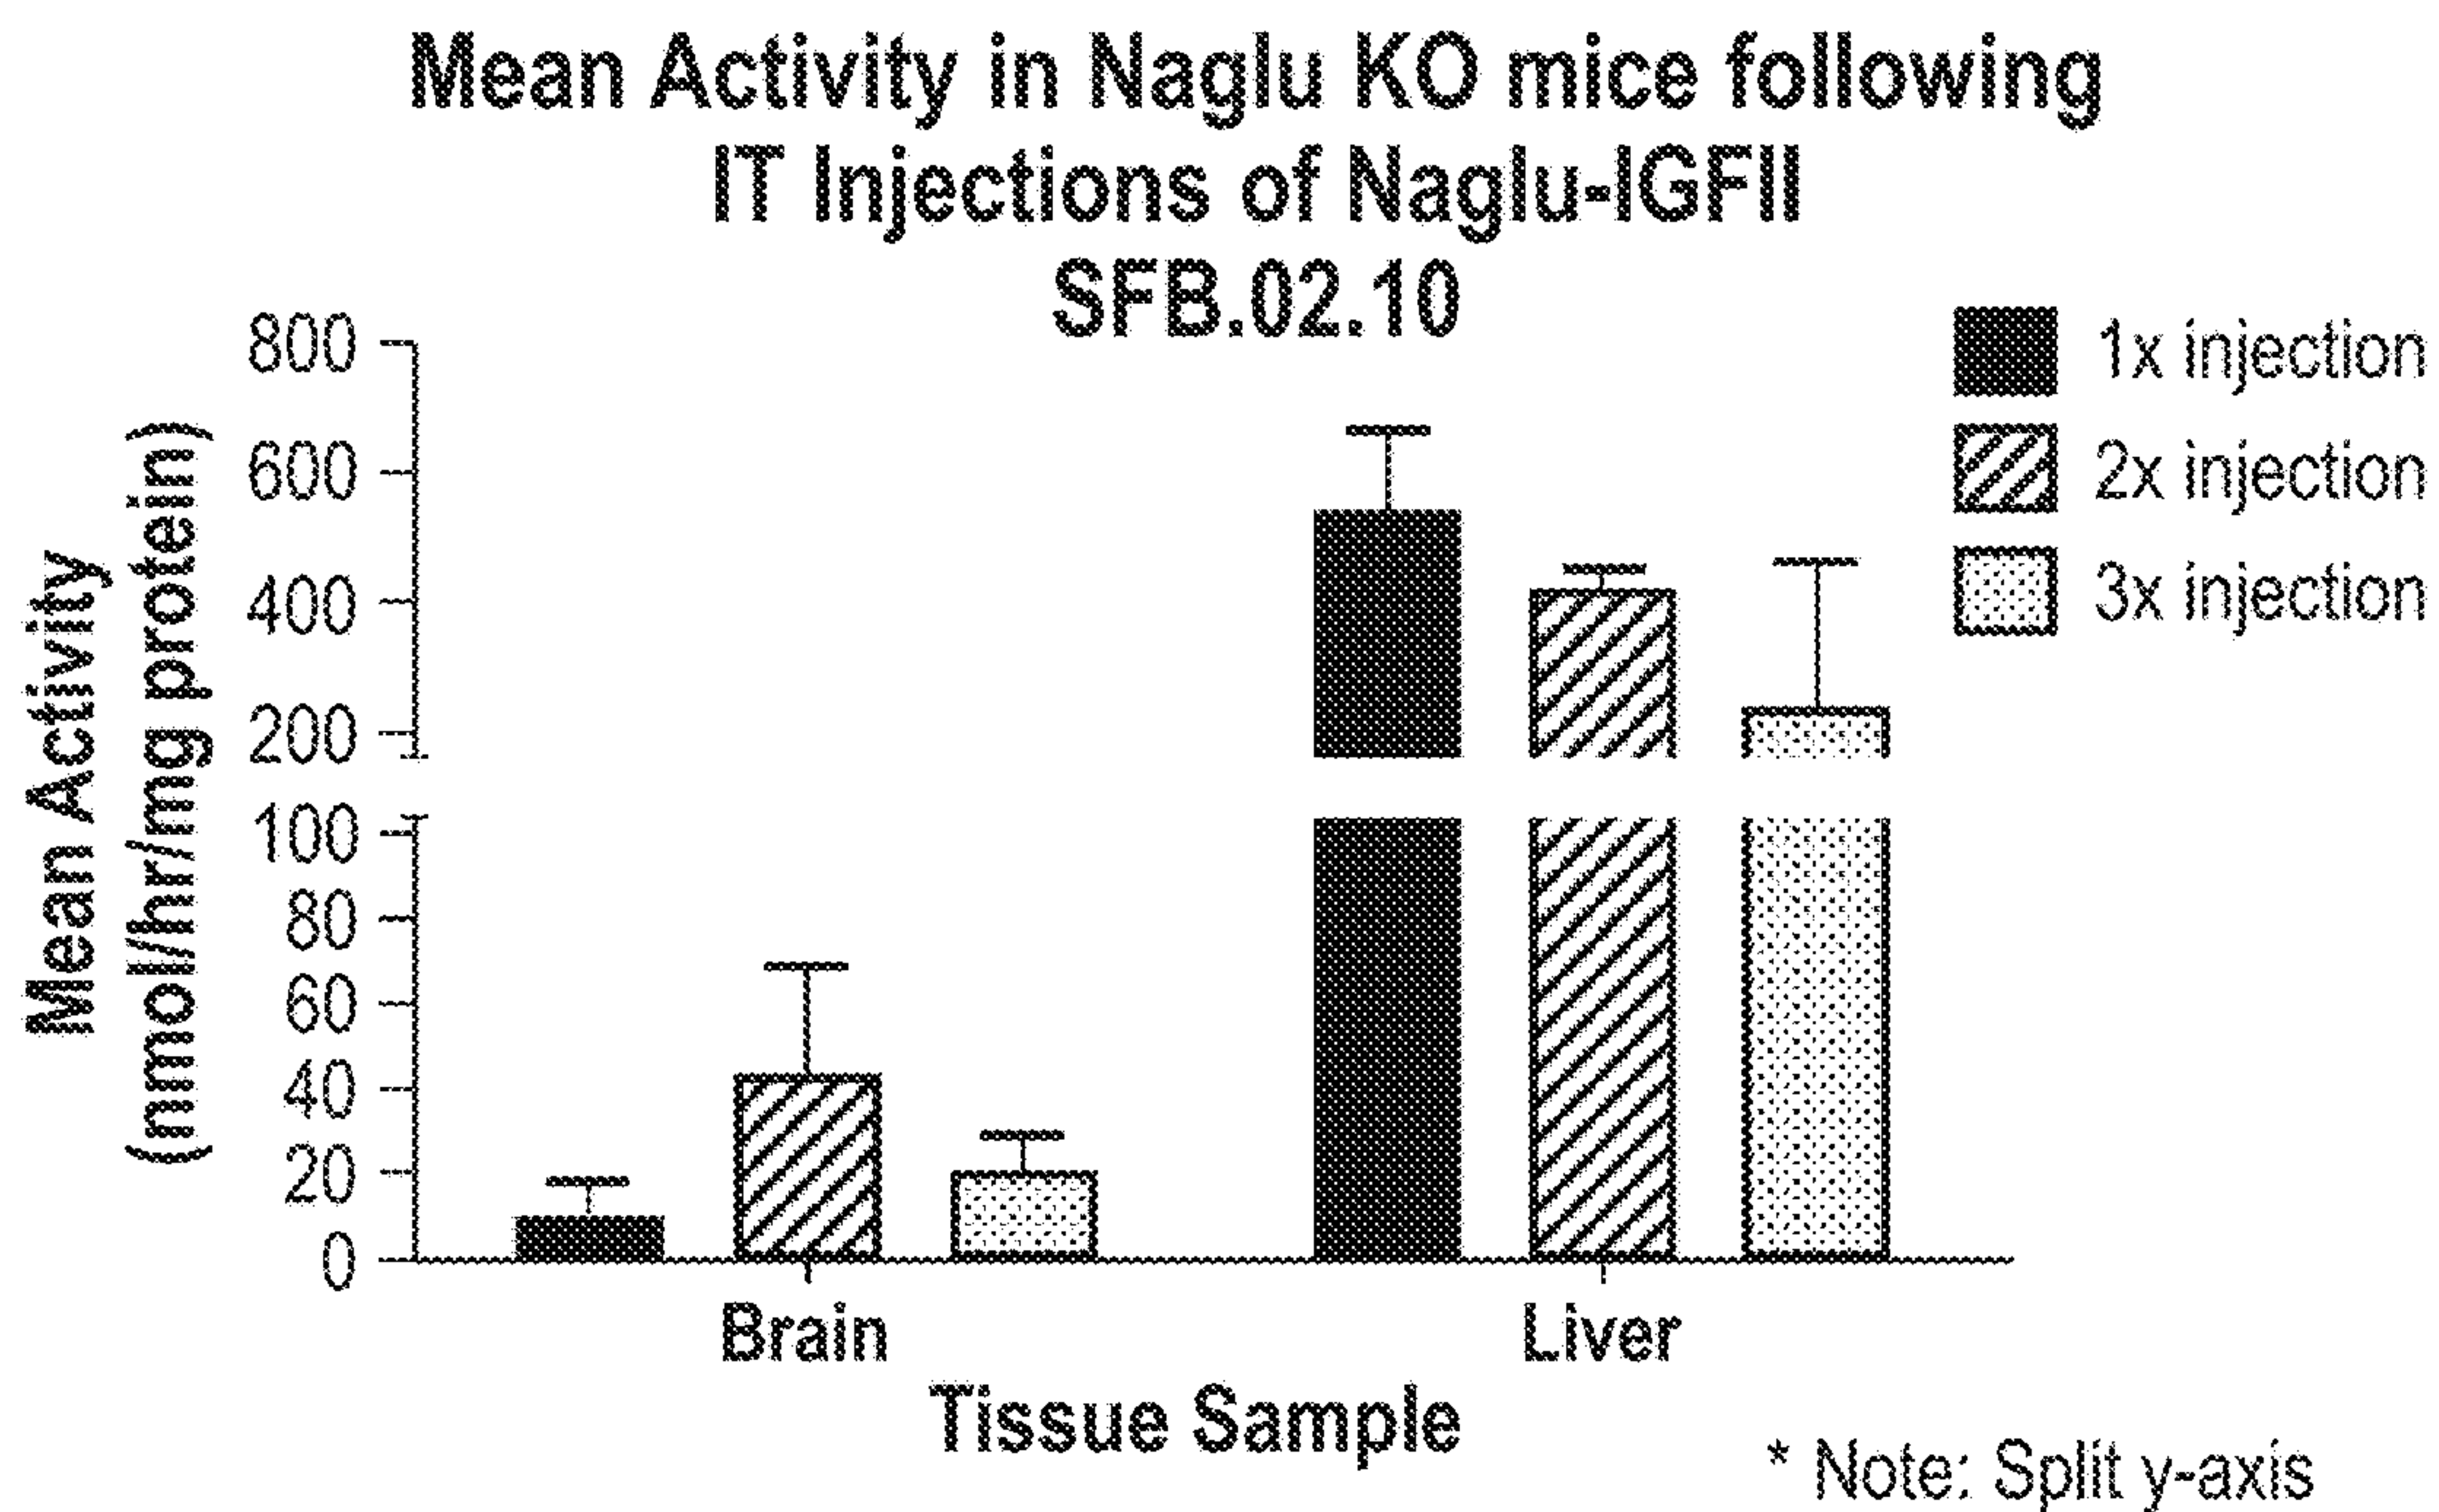 Mean Activity in Naglu KO mice following
IT Injections of Naglu-IGFII
SFB.02.10
1x injection
2x injection
3x injection
Mean Activity
(nmol/hr/mg protein)
800
600
400
200
100
80
60
40
20
0
Brain
Liver
Tissue Sample
* Note: Split y-axis